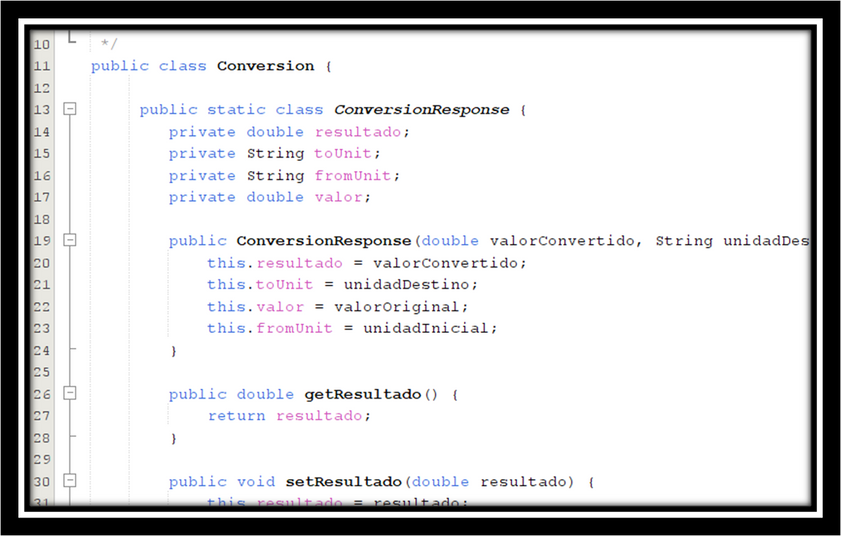 10 */
11 public class Conversion {
12
13 public static class ConversionResponse {
14 private double resultado;
15 private String toUnit;
16 private String fromUnit;
17 private double valor;
18
19 public ConversionResponse(double valorConvertido, String unidadDes
20 this.resultado = valorConvertido;
21 this.toUnit = unidadDestino;
22 this.valor = valorOriginal;
23 this.fromUnit = unidadInicial;
24 }
25
26 public double getResultado() {
27 return resultado;
28 }
29
30 public void setResultado(double resultado) {
31 this.resultado = resultado;